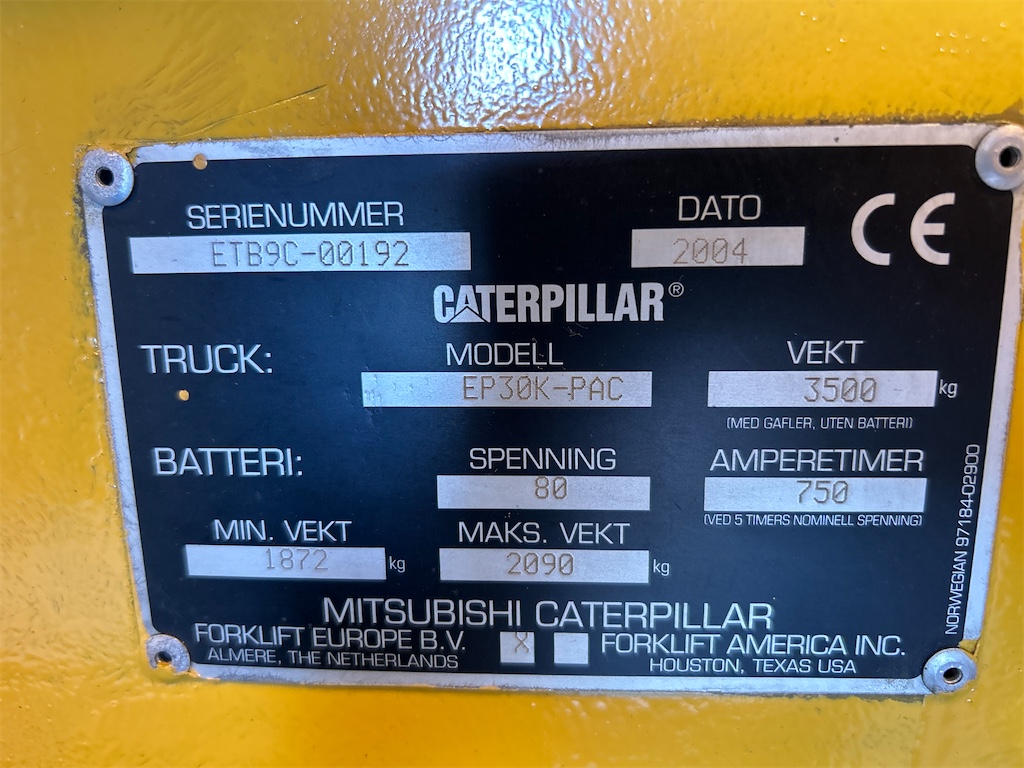 SERIENUMMER DATO CE
ETB9C-00192 2004
CATERPILLAR®
TRUCK: MODELL VEKT
EP30K-PAC 3500 kg
(MED GAFLER, UTEN BATTERI)
BATTERI: SPENNING AMPERETIMER
80 750
(VED 5 TIMERS NOMINELL SPENNING)
MIN. VEKT MAKS. VEKT
1872 kg 2090 kg
MITSUBISHI CATERPILLAR
FORKLIFT EUROPE B.V. X FORKLIFT AMERICA INC.
ALMERE, THE NETHERLANDS HOUSTON, TEXAS USA
NORWEGIAN 97184-02900